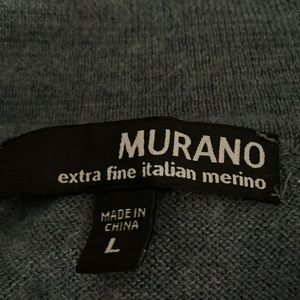 MURANO
extra fine italian merino
MADE IN
CHINA
L